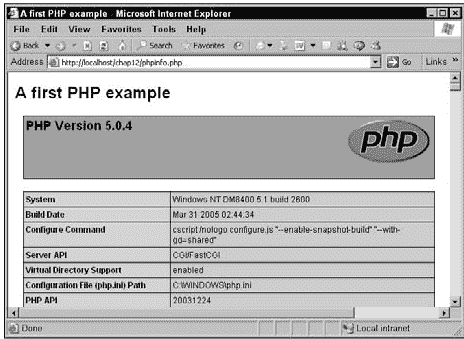 A first PHP example - Microsoft Internet Explorer
File Edit View Favorites Tools Help
Back Search Favorites
Address http://localhost/chap12/phpinfo.php Go Links »
A first PHP example
PHP Version 5.0.4
php
System Windows NT DM8400 5.1 build 2600
Build Date Mar 31 2005 02:44:34
Configure Command cscript /nologo configure.js "--enable-snapshot-build" "--with-
gd=shared"
Server API CGI/FastCGI
Virtual Directory Support enabled
Configuration File (php.ini) Path C:\WINDOWS\php.ini
PHP API 20031224
Done Local intranet